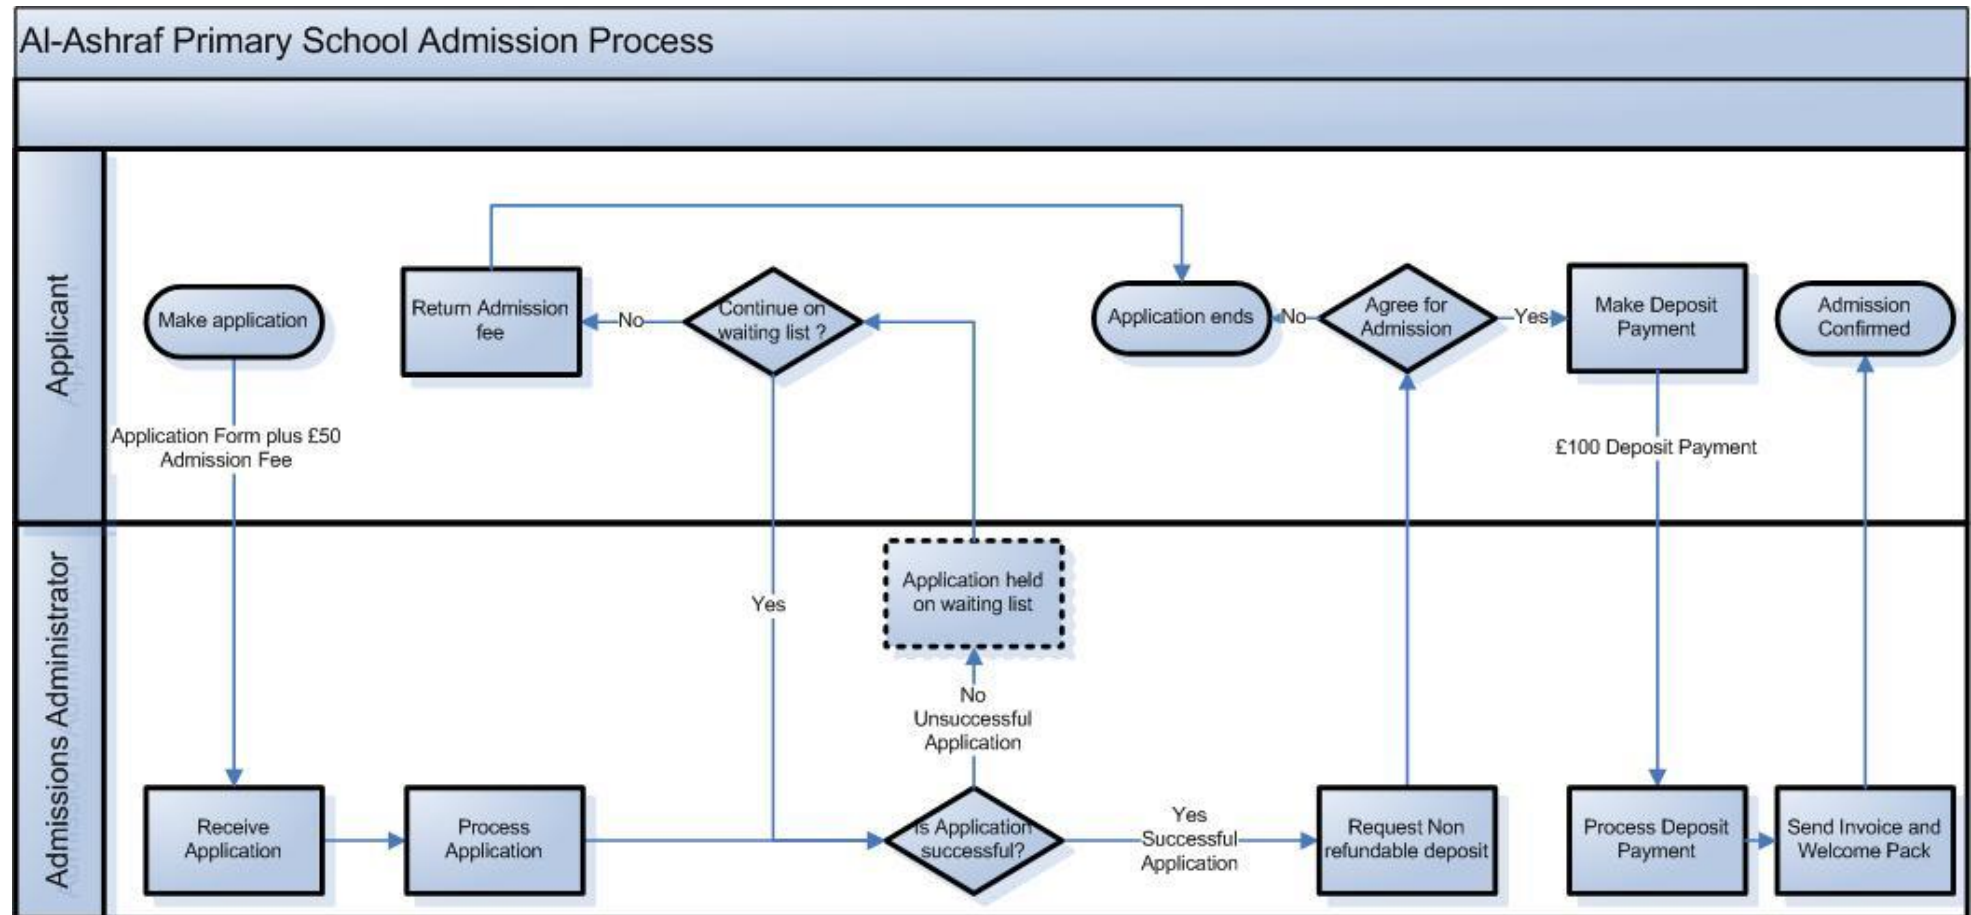 Al-Ashraf Primary School Admission Process
Applicant
Make application
Application Form plus £50
Admission Fee
Return Admission
fee
No
Continue on
waiting list ?
Yes
Application ends
No
Agree for
Admission
Yes
Make Deposit
Payment
£100 Deposit Payment
Admission
Confirmed
Admissions Administrator
Receive
Application
Process
Application
Application held
on waiting list
No
Unsuccessful
Application
Is Application
successful?
Yes
Successful
Application
Request Non
refundable deposit
Process Deposit
Payment
Send Invoice and
Welcome Pack